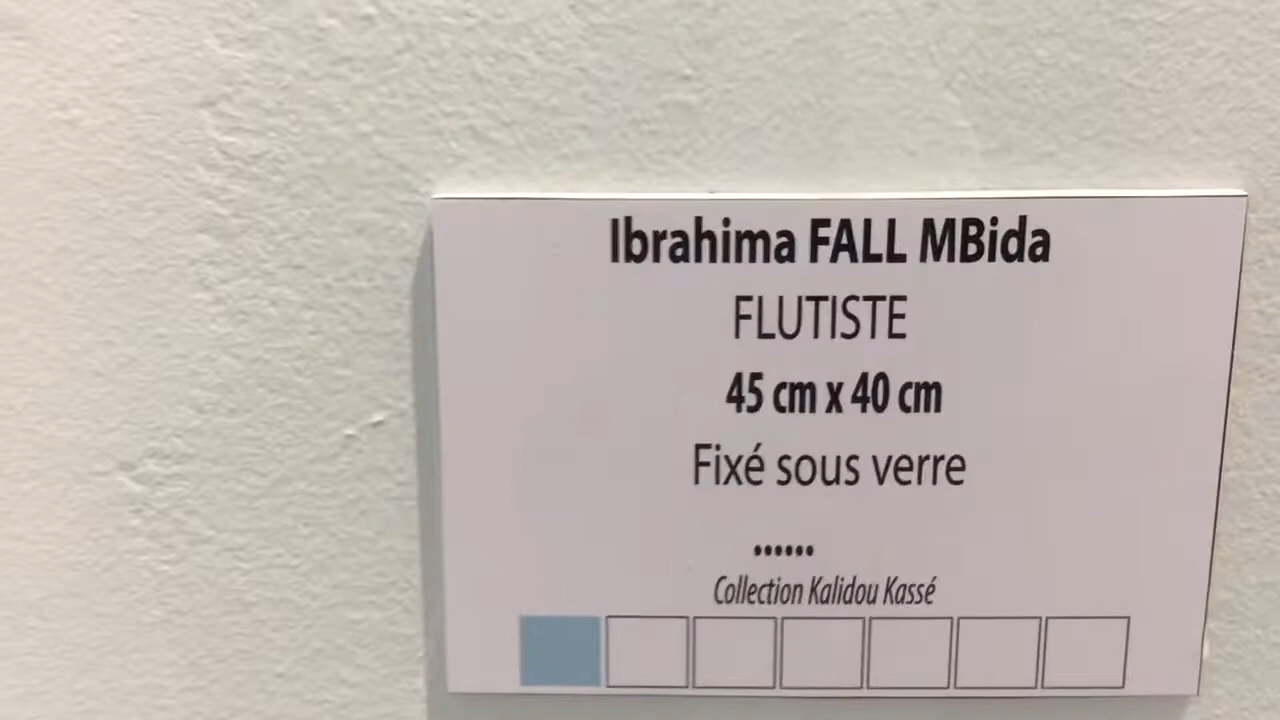 Ibrahima FALL MBida
FLUTISTE
45 cm x 40 cm
Fixé sous verre
......
Collection Kalidou Kassé